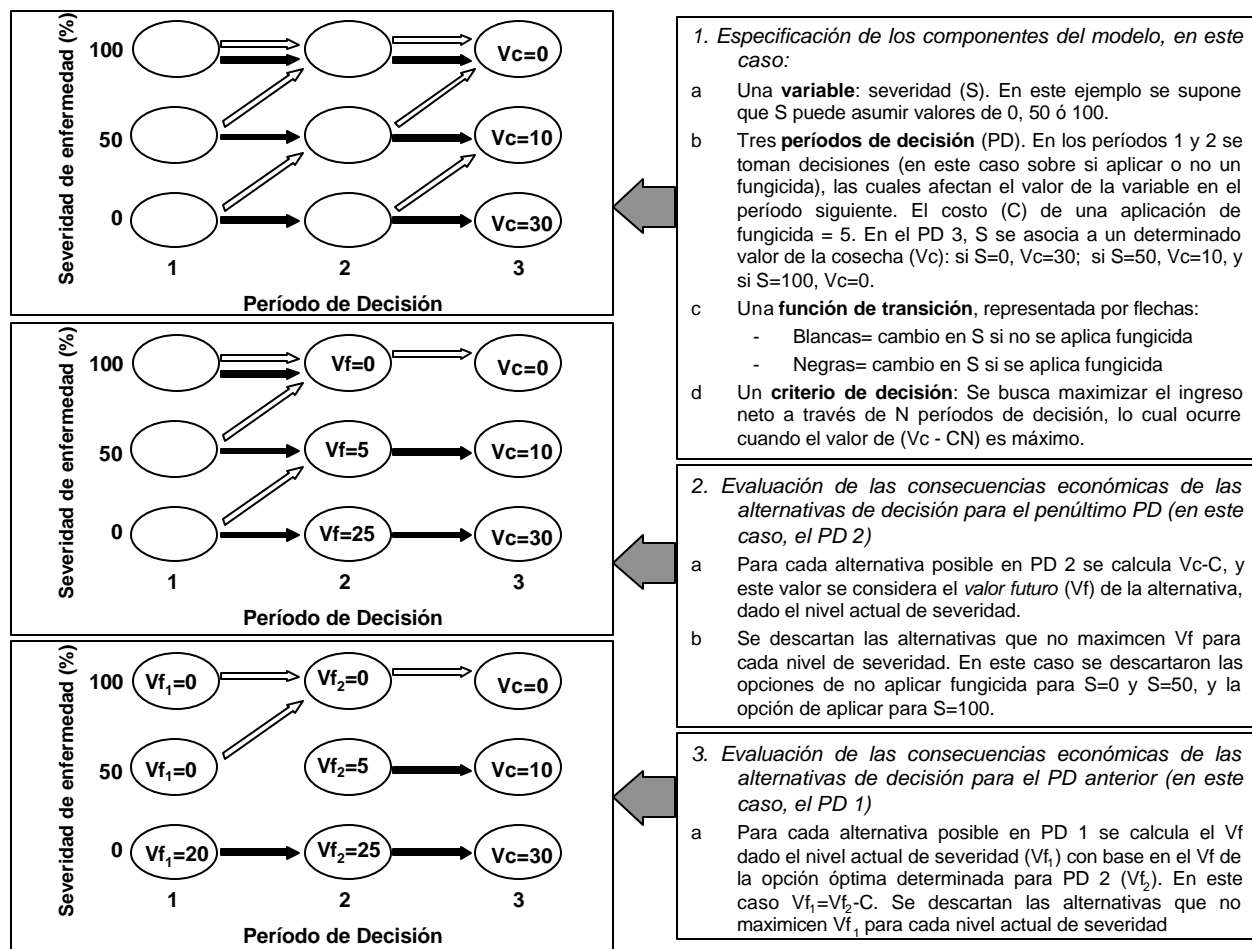 Severidad de enfermedad (%)
100
50
0
Vc=0
Vc=10
Vc=30
1 2 3
Período de Decisión
Severidad de enfermedad (%)
100 Vf=0 Vc=0
50 Vf=5 Vc=10
0 Vf=25 Vc=30
1 2 3
Período de Decisión
Severidad de enfermedad (%)
100 Vf₁=0 Vf₂=0 Vc=0
50 Vf₁=0 Vf₂=5 Vc=10
0 Vf₁=20 Vf₂=25 Vc=30
1 2 3
Período de Decisión
1. Especificación de los componentes del modelo, en este
caso:
a Una variable: severidad (S). En este ejemplo se supone
que S puede asumir valores de 0, 50 ó 100.
b Tres períodos de decisión (PD). En los períodos 1 y 2 se
toman decisiones (en este caso sobre si aplicar o no un
fungicida), las cuales afectan el valor de la variable en el
período siguiente. El costo (C) de una aplicación de
fungicida = 5. En el PD 3, S se asocia a un determinado
valor de la cosecha (Vc): si S=0, Vc=30; si S=50, Vc=10, y
si S=100, Vc=0.
c Una función de transición, representada por flechas:
- Blancas= cambio en S si no se aplica fungicida
- Negras= cambio en S si se aplica fungicida
d Un criterio de decisión: Se busca maximizar el ingreso
neto a través de N períodos de decisión, lo cual ocurre
cuando el valor de (Vc - CN) es máximo.
2. Evaluación de las consecuencias económicas de las
alternativas de decisión para el penúltimo PD (en este
caso, el PD 2)
a Para cada alternativa posible en PD 2 se calcula Vc-C, y
este valor se considera el valor futuro (Vf) de la alternativa,
dado el nivel actual de severidad.
b Se descartan las alternativas que no maximcen Vf para
cada nivel de severidad. En este caso se descartaron las
opciones de no aplicar fungicida para S=0 y S=50, y la
opción de aplicar para S=100.
3. Evaluación de las consecuencias económicas de las
alternativas de decisión para el PD anterior (en este
caso, el PD 1)
a Para cada alternativa posible en PD 1 se calcula el Vf
dado el nivel actual de severidad (Vf₁) con base en el Vf de
la opción óptima determinada para PD 2 (Vf₂). En este
caso Vf₁=Vf₂-C. Se descartan las alternativas que no
maximicen Vf₁ para cada nivel actual de severidad